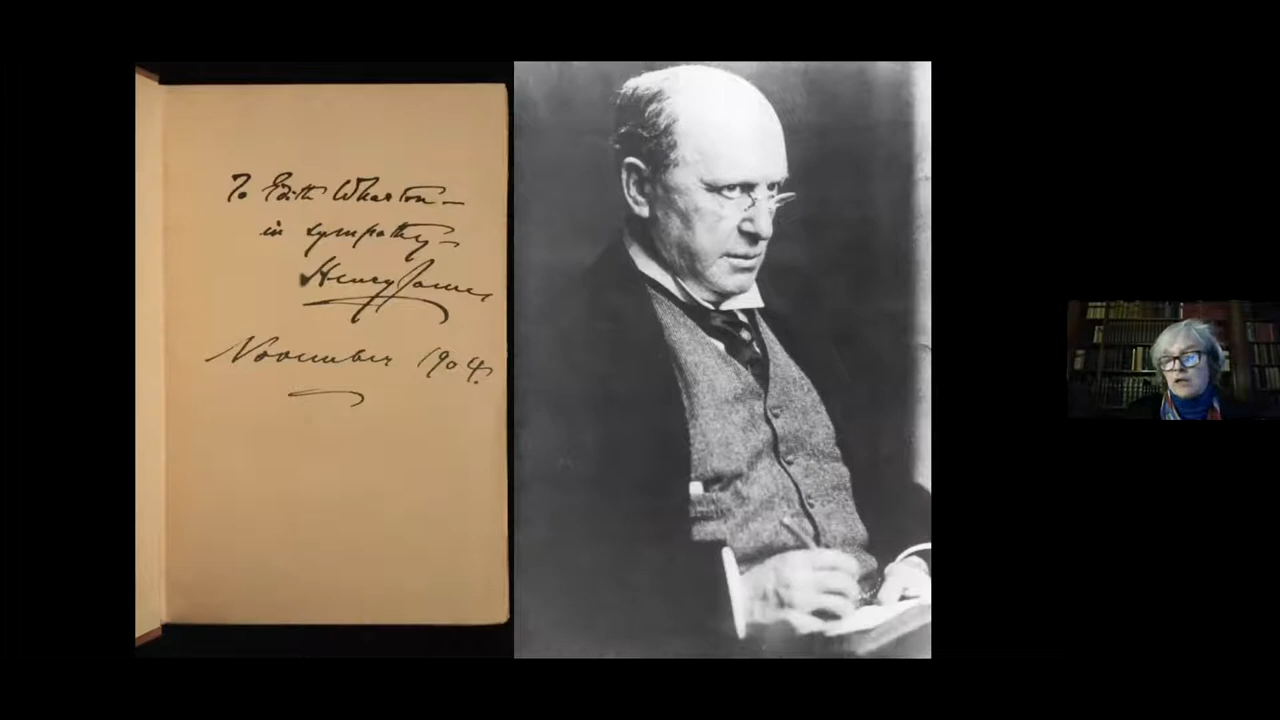 To Edith Wharton—
in sympathy—
Henry James
November 1904.